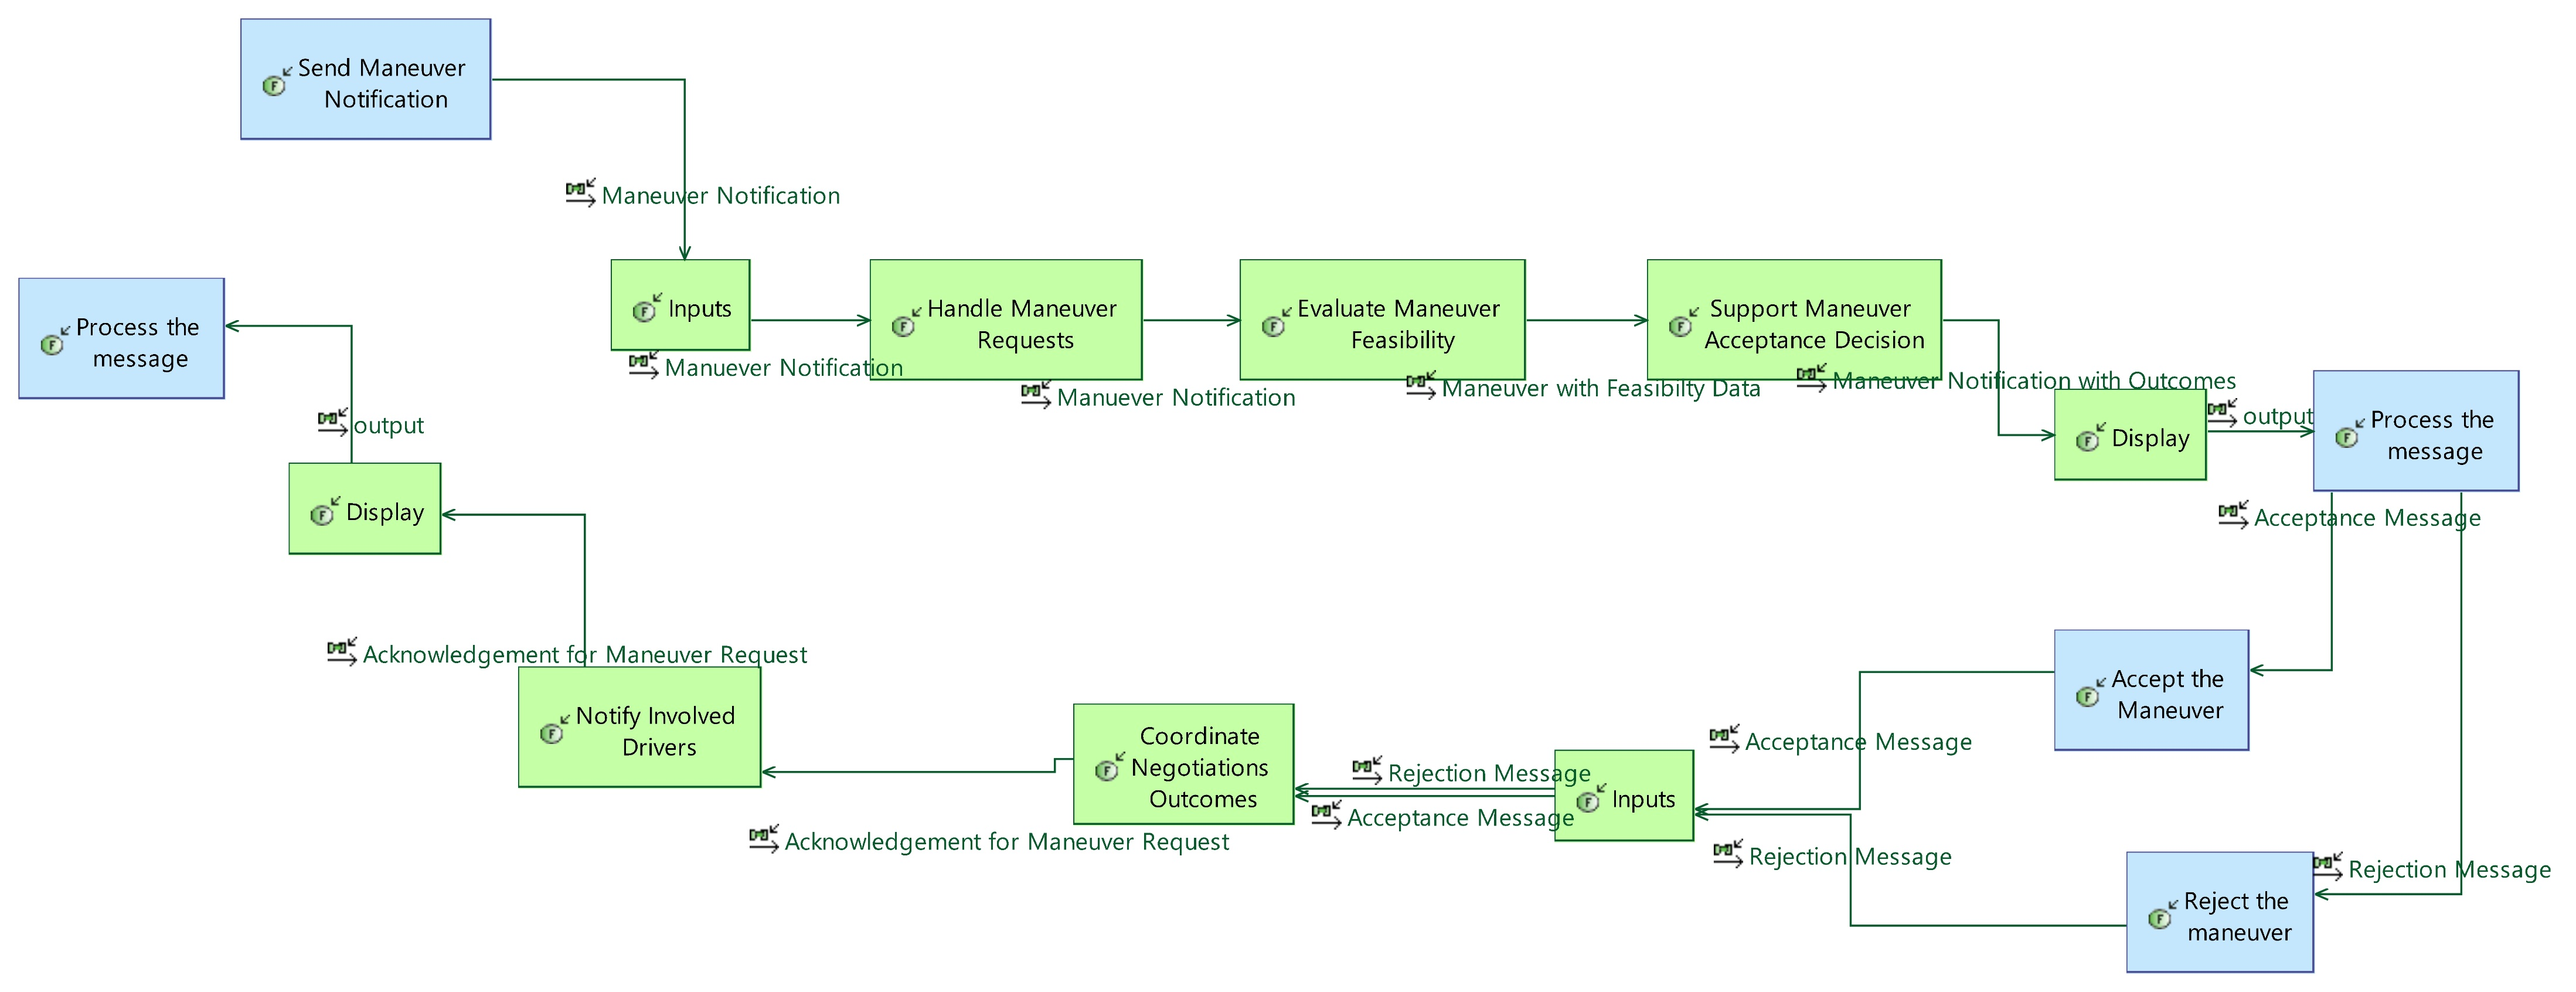 Send Maneuver
Notification
Maneuver Notification
Inputs
Handle Maneuver
Requests
Evaluate Maneuver
Feasibility
Support Maneuver
Acceptance Decision
Process the
message
Manuever Notification
Manuever Notification
Maneuver with Feasibilty Data
Maneuver Notification with Outcomes
output
Display
output
Process the
message
Display
Acceptance Message
Acknowledgement for Maneuver Request
Accept the
Maneuver
Notify Involved
Drivers
Coordinate
Negotiations
Outcomes
Acceptance Message
Rejection Message
Inputs
Acceptance Message
Acknowledgement for Maneuver Request
Rejection Message
Rejection Message
Reject the
maneuver